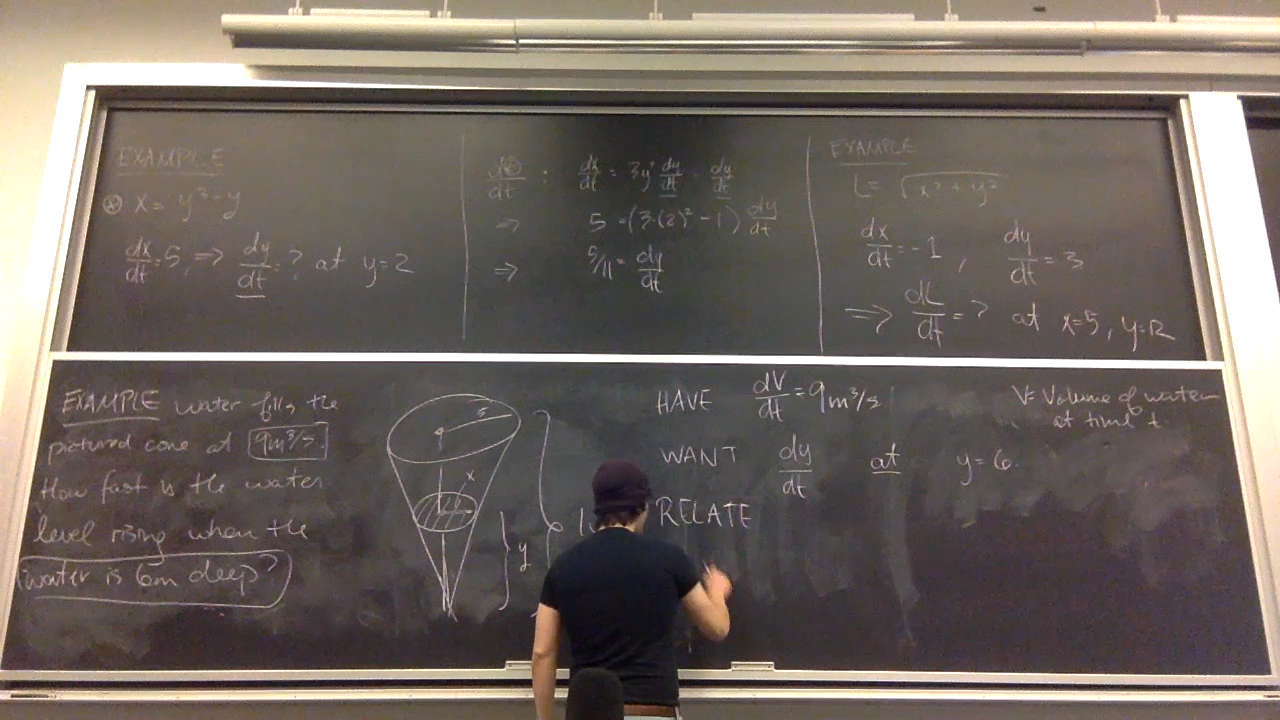 EXAMPLE
⊛ x = y³ - y
dx/dt = 5, ⇒ dy/dt = ? at y=2
d⊛/dt : dx/dt = 3y² dy/dt - dy/dt
⇒ 5 = (3·(2)² - 1) dy/dt
⇒ 5/11 = dy/dt
EXAMPLE
L = √x² + y²
dx/dt = -1, dy/dt = 3
⇒ dL/dt = ? at x=5, y=12
EXAMPLE water fills the
pictured cone at 9m³/s.
How fast is the water
level rising when the
water is 6m deep?
5
x
y
HAVE dV/dt = 9m³/s
V = Volume of water
at time t
WANT dy/dt at y = 6.
RELATE